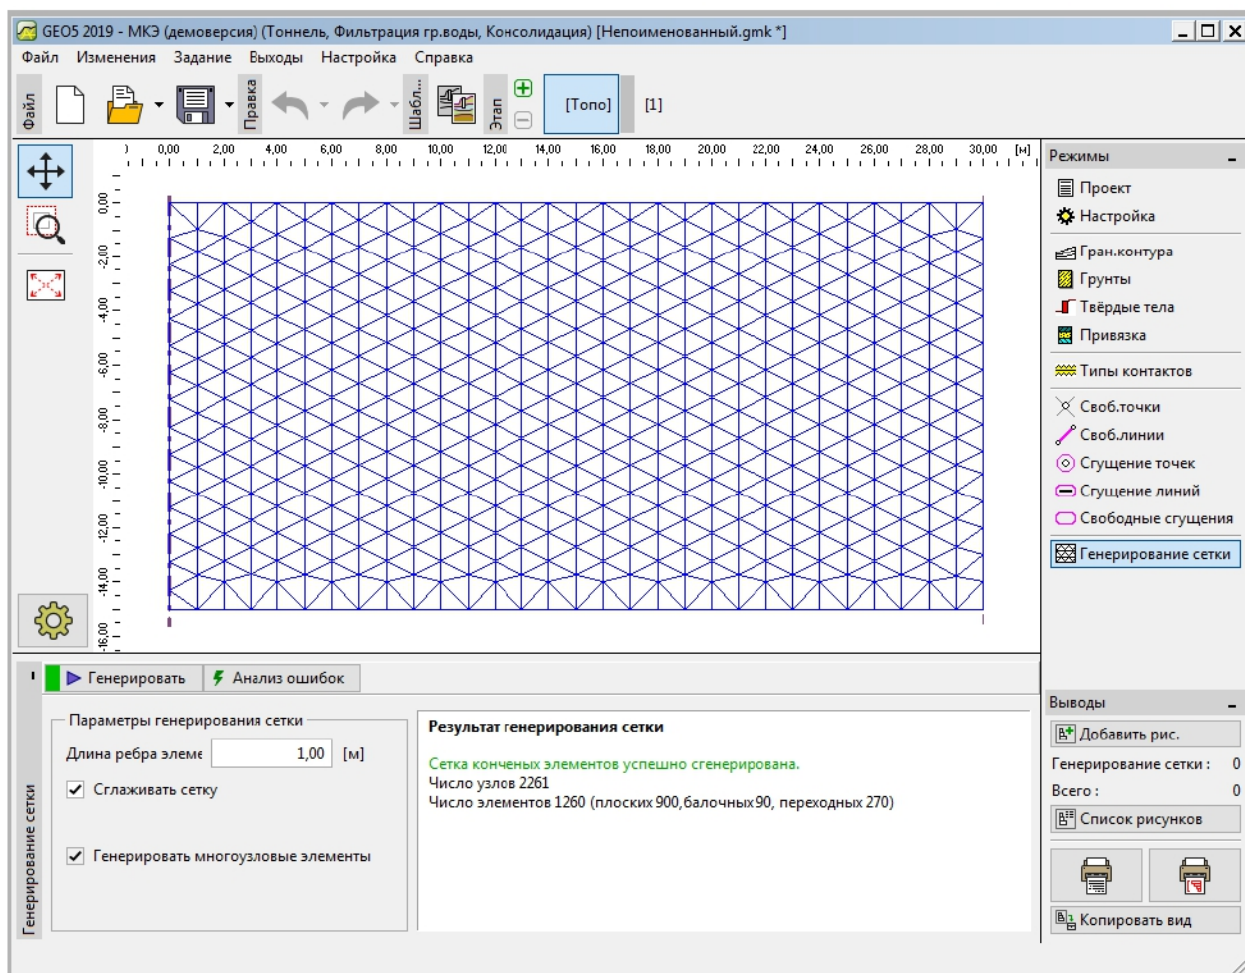 GEO5 2019 - МКЭ (демоверсия) (Тоннель, Фильтрация гр.воды, Консолидация) [Непоименованный.gmk *]
Файл Изменения Задание Выходы Настройка Справка
Файл
Правка
Шабл...
Этап
[Топо]
[1]
0,00 2,00 4,00 6,00 8,00 10,00 12,00 14,00 16,00 18,00 20,00 22,00 24,00 26,00 28,00 30,00 [м]
0,00
-2,00
-4,00
-6,00
-8,00
-10,00
-12,00
-14,00
-16,00
Режимы
Проект
Настройка
Гран.контура
Грунты
Твёрдые тела
Привязка
Типы контактов
Своб.точки
Своб.линии
Сгущение точек
Сгущение линий
Свободные сгущения
Генерирование сетки
Генерирование сетки
Генерировать Анализ ошибок
Параметры генерирования сетки
Длина ребра элеме 1,00 [м]
Сглаживать сетку
Генерировать многоузловые элементы
Результат генерирования сетки
Сетка конченых элементов успешно сгенерирована.
Число узлов 2261
Число элементов 1260 (плоских 900,балочных 90, переходных 270)
Выводы
Добавить рис.
Генерирование сетки : 0
Всего : 0
Список рисунков
Копировать вид